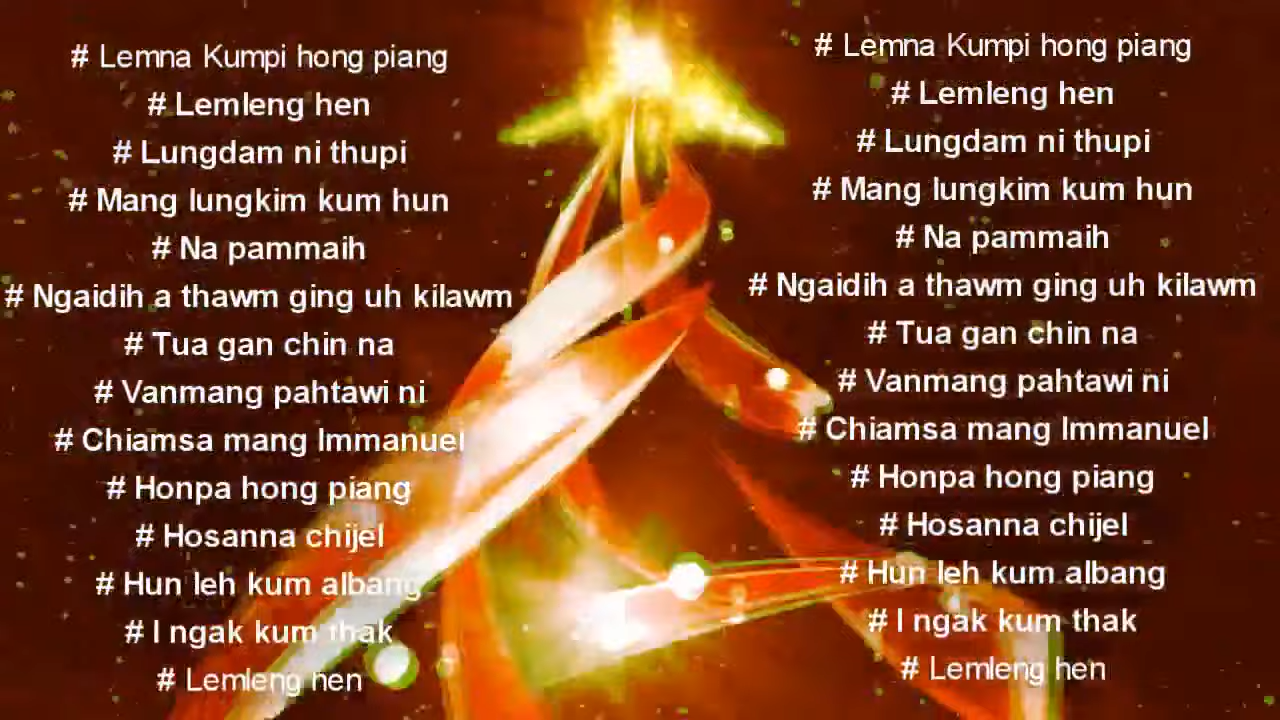 # Lemna Kumpi hong piang
# Lemleng hen
# Lungdam ni thupi
# Mang lungkim kum hun
# Na pammaih
# Ngaidih a thawm ging uh kilawm
# Tua gan chin na
# Vanmang pahtawi ni
# Chiamsa mang Immanuel
# Honpa hong piang
# Hosanna chijel
# Hun leh kum albang
# I ngak kum thak
# Lemleng hen
# Lemna Kumpi hong piang
# Lemleng hen
# Lungdam ni thupi
# Mang lungkim kum hun
# Na pammaih
# Ngaidih a thawm ging uh kilawm
# Tua gan chin na
# Vanmang pahtawi ni
# Chiamsa mang Immanuel
# Honpa hong piang
# Hosanna chijel
# Hun leh kum albang
# I ngak kum thak
# Lemleng hen